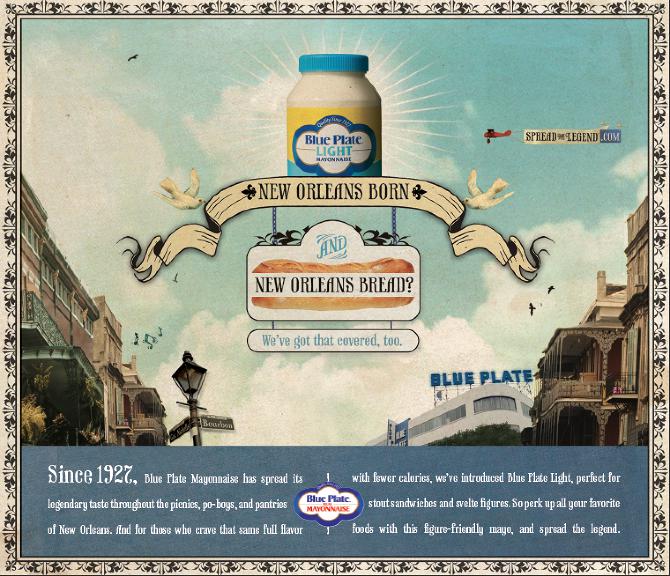 Quality Since 1927
Blue Plate
LIGHT
MAYONNAISE
SPREAD THE LEGEND .COM
NEW ORLEANS BORN
AND
NEW ORLEANS BREAD?
We've got that covered, too.
BLUE PLATE
Bourbon
Since 1927, Blue Plate Mayonnaise has spread its
legendary taste throughout the picnics, po-boys, and pantries
of New Orleans. And for those who crave that same full flavor
Blue Plate
MAYONNAISE
with fewer calories, we've introduced Blue Plate Light, perfect for
stout sandwiches and svelte figures. So perk up all your favorite
foods with this figure-friendly mayo, and spread the legend.